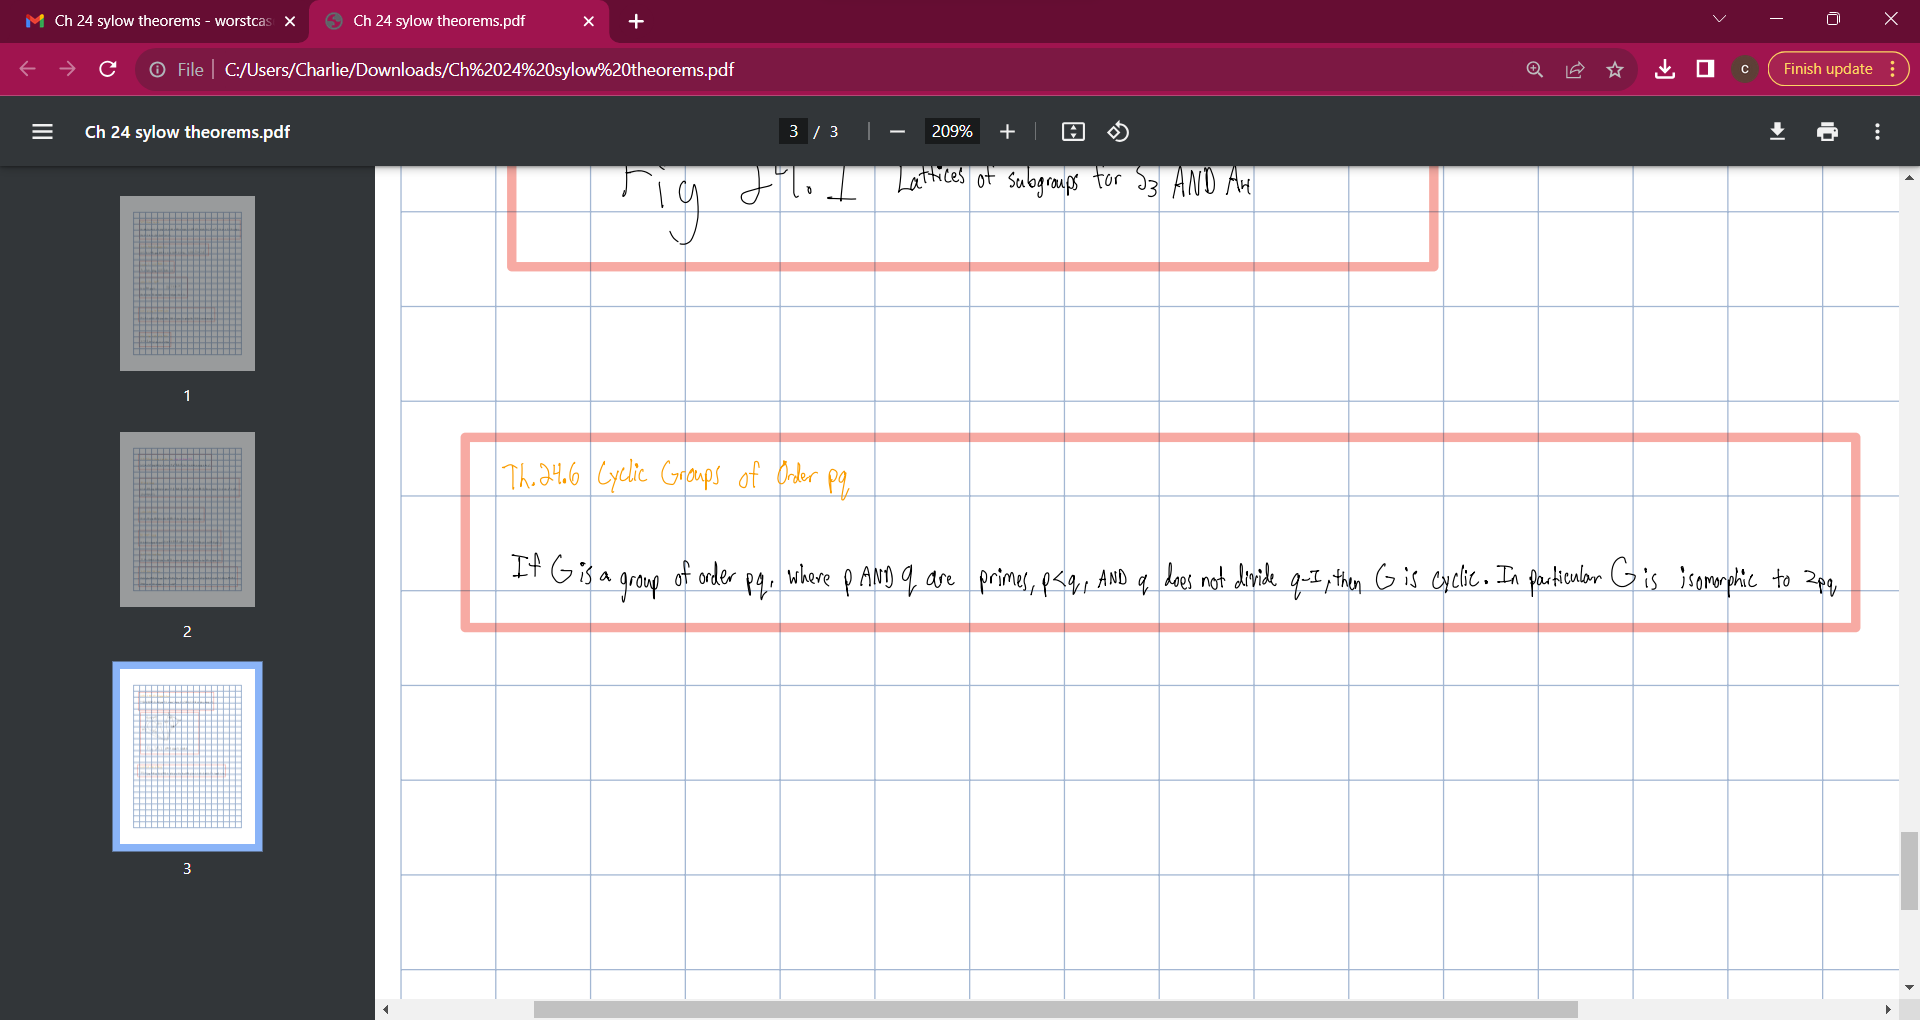 Ch 24 sylow theorems - worstcas
Ch 24 sylow theorems.pdf
File
C:/Users/Charlie/Downloads/Ch%2024%20sylow%20theorems.pdf
C
Finish update
Ch 24 sylow theorems.pdf
3 / 3
209%
1
2
3
Fig 24.1 Lattices of subgroups for S3 AND A4
Th.24.6 Cyclic Groups of Order pq
If G is a group of order pq, where p AND q are primes, p<q, AND q does not divide q-1, then G is cyclic. In particular G is isomorphic to Zpq